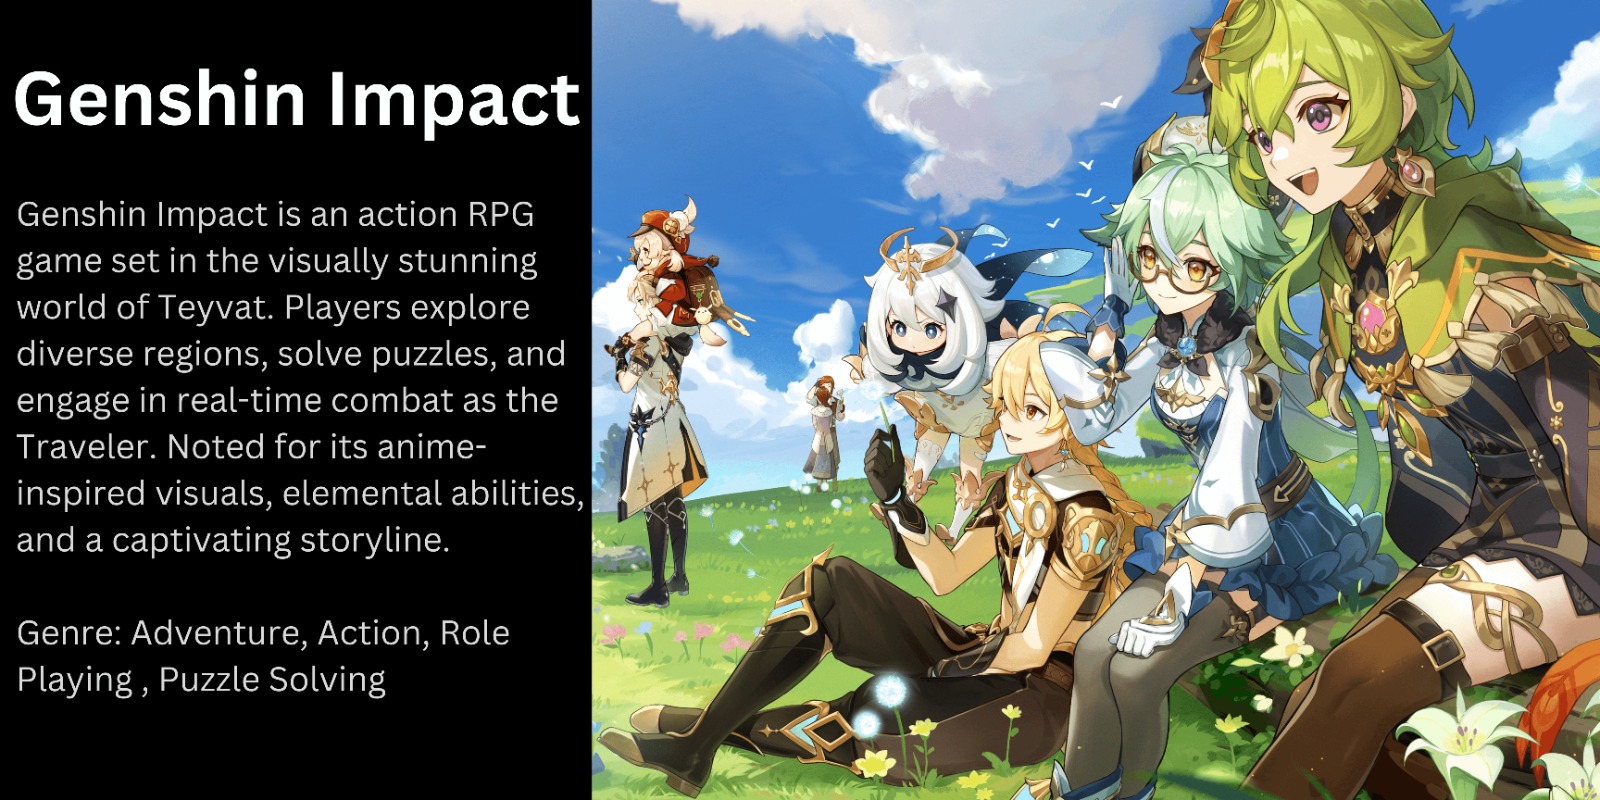 Genshin Impact
Genshin Impact is an action RPG
game set in the visually stunning
world of Teyvat. Players explore
diverse regions, solve puzzles, and
engage in real-time combat as the
Traveler. Noted for its anime-
inspired visuals, elemental abilities,
and a captivating storyline.
Genre: Adventure, Action, Role
Playing , Puzzle Solving